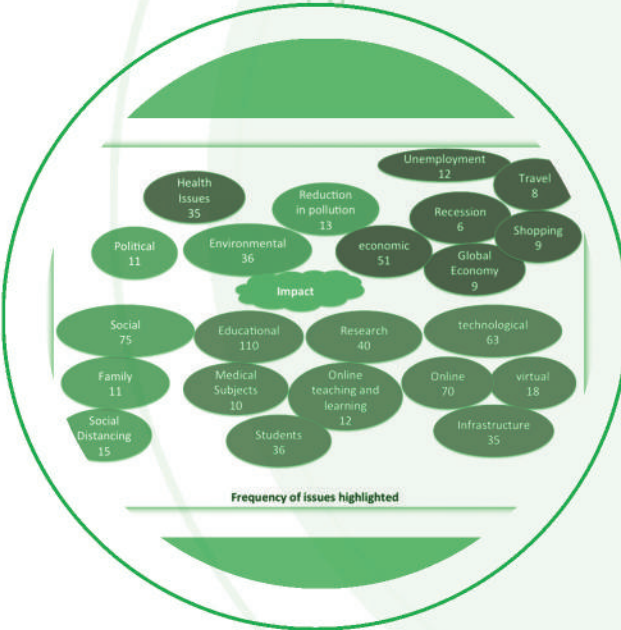 Unemployment
12
Travel
8
Health
Issues
35
Reduction
in pollution
13
Recession
6
Shopping
9
Political
11
Environmental
36
economic
51
Global
Economy
9
Impact
Social
75
Educational
110
Research
40
technological
63
Family
11
Medical
Subjects
10
Online
teaching and
learning
12
Online
70
virtual
18
Social
Distancing
15
Students
36
Infrastructure
35
Frequency of issues highlighted